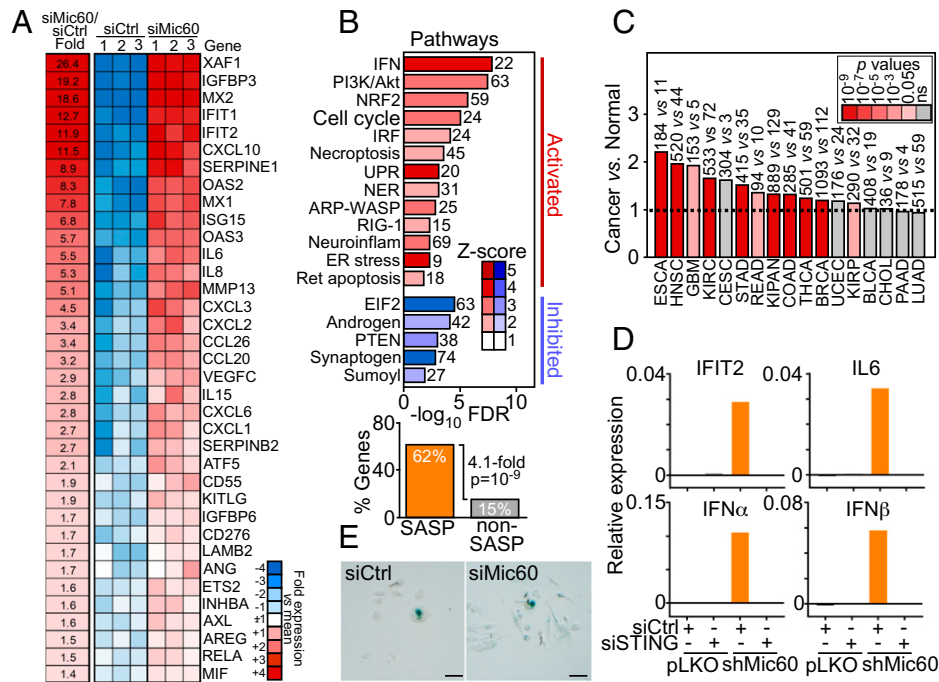 A
siMic60/
siCtrl
Fold
siCtrl
siMic60
1 2 3 1 2 3
Gene
26.4 XAF1
19.2 IGFBP3
18.6 MX2
12.7 IFIT1
11.9 IFIT2
11.5 CXCL10
8.9 SERPINE1
8.3 OAS2
7.8 MX1
6.8 ISG15
5.7 OAS3
5.5 IL6
5.3 IL8
5.1 MMP13
4.5 CXCL3
3.4 CXCL2
3.4 CCL26
3.2 CCL20
2.9 VEGFC
2.8 IL15
2.8 CXCL6
2.7 CXCL1
2.7 SERPINB2
2.1 ATF5
1.9 CD55
1.9 KITLG
1.7 IGFBP6
1.7 CD276
1.7 LAMB2
1.7 ANG
1.6 ETS2
1.6 INHBA
1.6 AXL
1.5 AREG
1.5 RELA
1.4 MIF
-4
-3
-2
-1
±1
+1
+2
+3
+4
Fold expression
vs mean
B
Pathways
IFN 22
PI3K/Akt 63
NRF2 59
Cell cycle 24
IRF 24
Necroptosis 45
UPR 20
NER 31
ARP-WASP 25
RIG-1 15
Neuroinflam 69
ER stress 9
Ret apoptosis 18
Activated
EIF2 63
Androgen 42
PTEN 38
Synaptogen 74
Sumoyl 27
Inhibited
Z-score
5
4
3
2
1
0 5 10
-log10 FDR
% Genes
80
40
0
62%
15%
4.1-fold
p=10-9
SASP
non-
SASP
C
Cancer vs. Normal
3
2
1
0
p values
10-9
10-7
10-5
10-3
0.05
ns
184 vs 11
520 vs 44
153 vs 5
533 vs 72
304 vs 3
415 vs 35
94 vs 10
889 vs 129
285 vs 41
501 vs 59
1093 vs 112
176 vs 24
290 vs 32
408 vs 19
36 vs 9
178 vs 4
515 vs 59
ESCA
HNSC
GBM
KIRC
CESC
STAD
READ
KIPAN
COAD
THCA
BRCA
UCEC
KIRP
BLCA
CHOL
PAAD
LUAD
D
Relative expression
0.04
0
IFIT2
0.04
0
IL6
0.15
0
IFNα
0.08
0
IFNβ
siCtrl + - + - + - + -
siSTING - + - + - + - +
pLKO shMic60 pLKO shMic60
E
siCtrl
siMic60